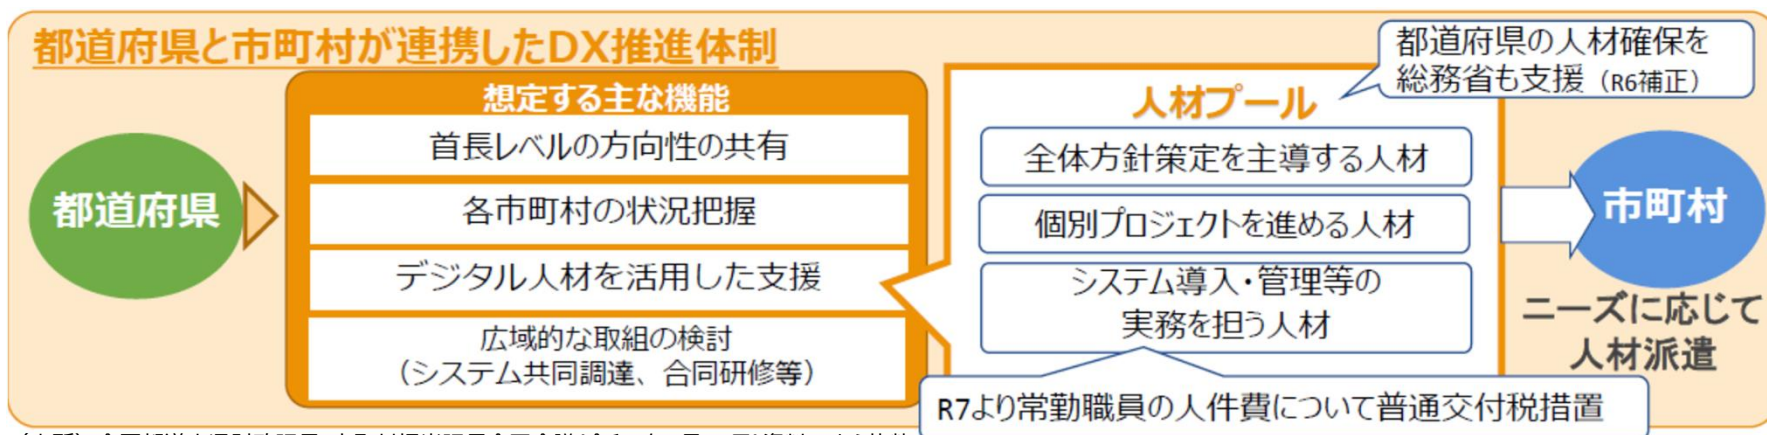 都道府県と市町村が連携したDX推進体制
都道府県の人材確保を
総務省も支援（R6補正）
都道府県
想定する主な機能
首長レベルの方向性の共有
各市町村の状況把握
デジタル人材を活用した支援
広域的な取組の検討
（システム共同調達、合同研修等）
人材プール
全体方針策定を主導する人材
個別プロジェクトを進める人材
システム導入・管理等の
実務を担う人材
市町村
ニーズに応じて
人材派遣
R7より常勤職員の人件費について普通交付税措置